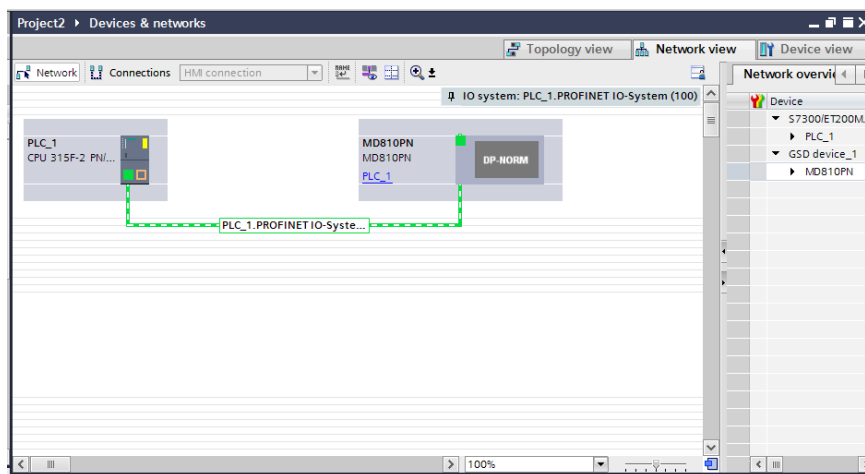 Project2 ▸ Devices & networks
Topology view
Network view
Device view
Network
Connections
HMI connection
Network overvie
IO system: PLC_1.PROFINET IO-System (100)
Device
S7300/ET200M
PLC_1
GSD device_1
MD810PN
PLC_1
CPU 315F-2 PN/...
MD810PN
MD810PN
PLC_1
DP-NORM
PLC_1.PROFINET IO-Syste...
100%